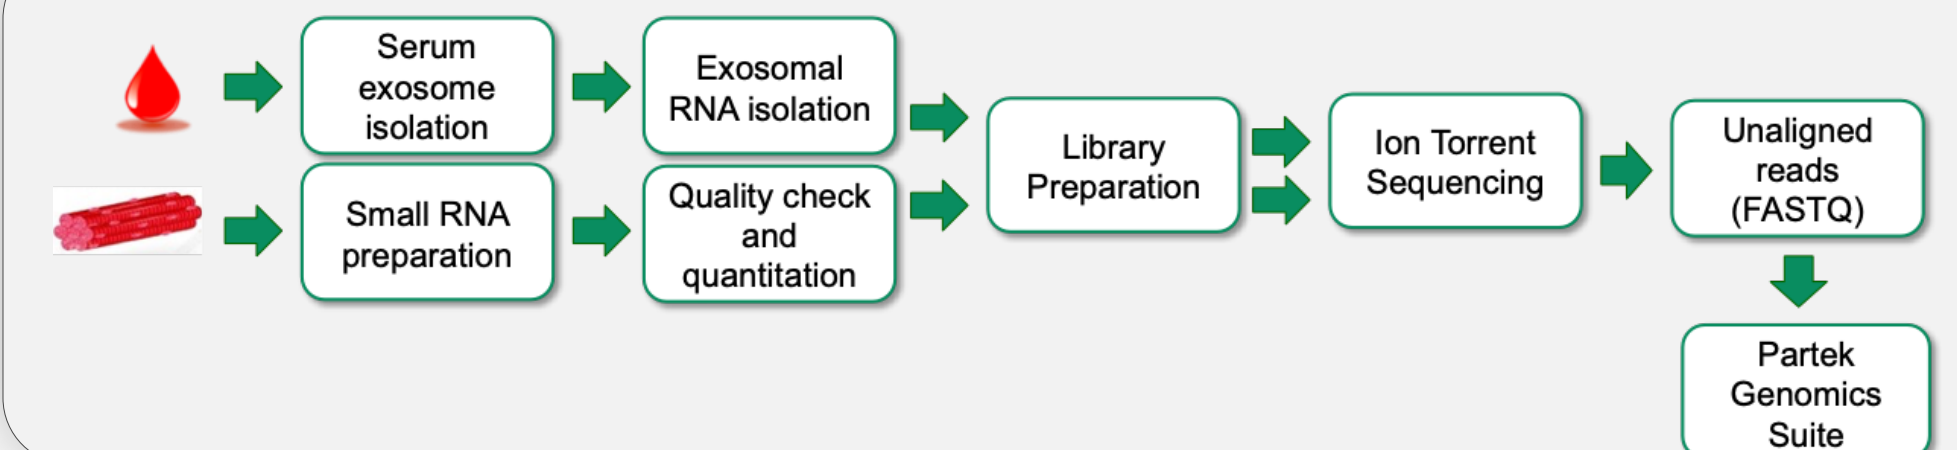 Serum
exosome
isolation
Exosomal
RNA isolation
Small RNA
preparation
Quality check
and
quantitation
Library
Preparation
Ion Torrent
Sequencing
Unaligned
reads
(FASTQ)
Partek
Genomics
Suite